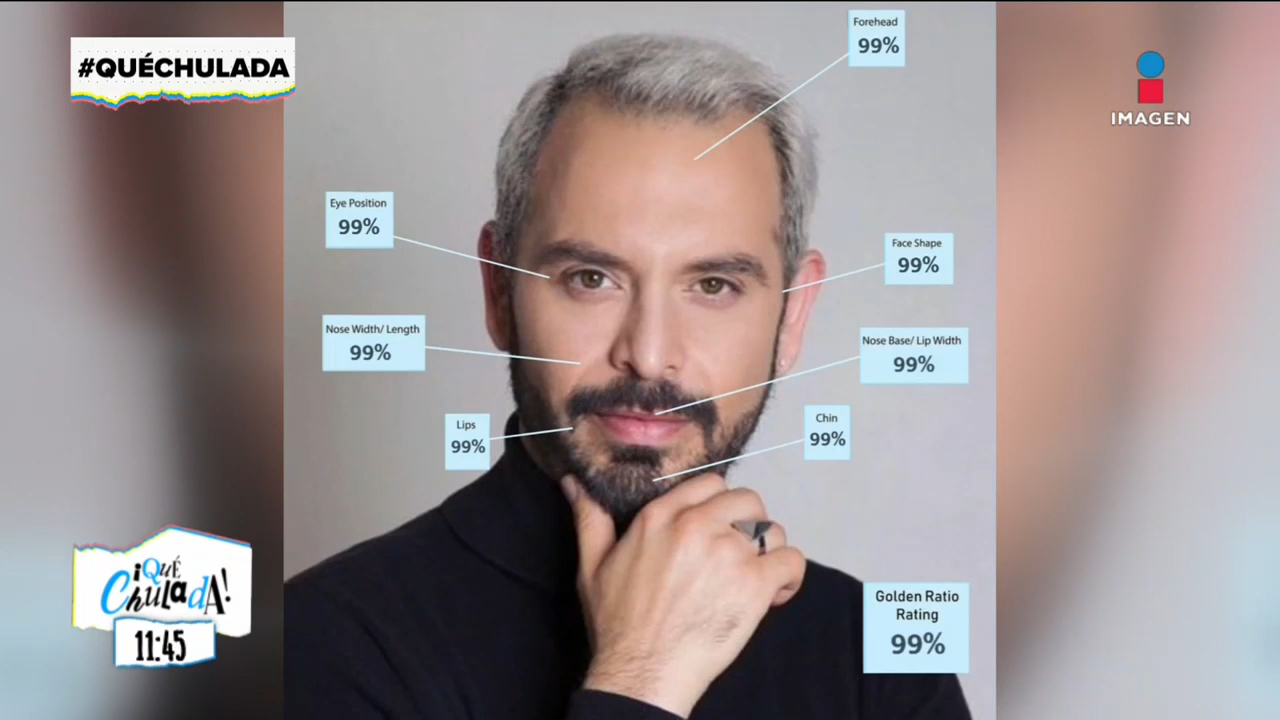 #QUÉCHULADA
Forehead
99%
IMAGEN
Eye Position
99%
Face Shape
99%
Nose Width/ Length
99%
Nose Base/ Lip Width
99%
Lips
99%
Chin
99%
¡QUÉ
ChuladA!
11:45
Golden Ratio
Rating
99%